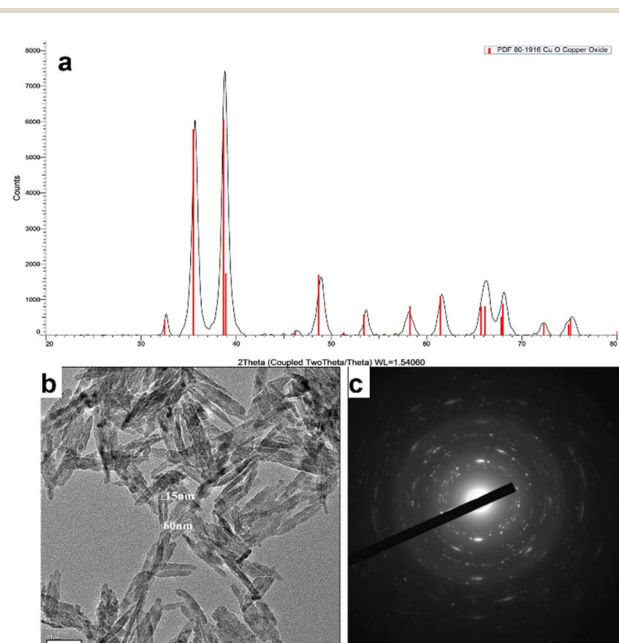 a
PDF 80-1916 Cu O Copper Oxide
8000
7000
6000
5000
4000
3000
2000
1000
0
Counts
20 30 40 50 60 70 80
2Theta (Coupled TwoTheta/Theta) WL=1.54060
b
15nm
60nm
c